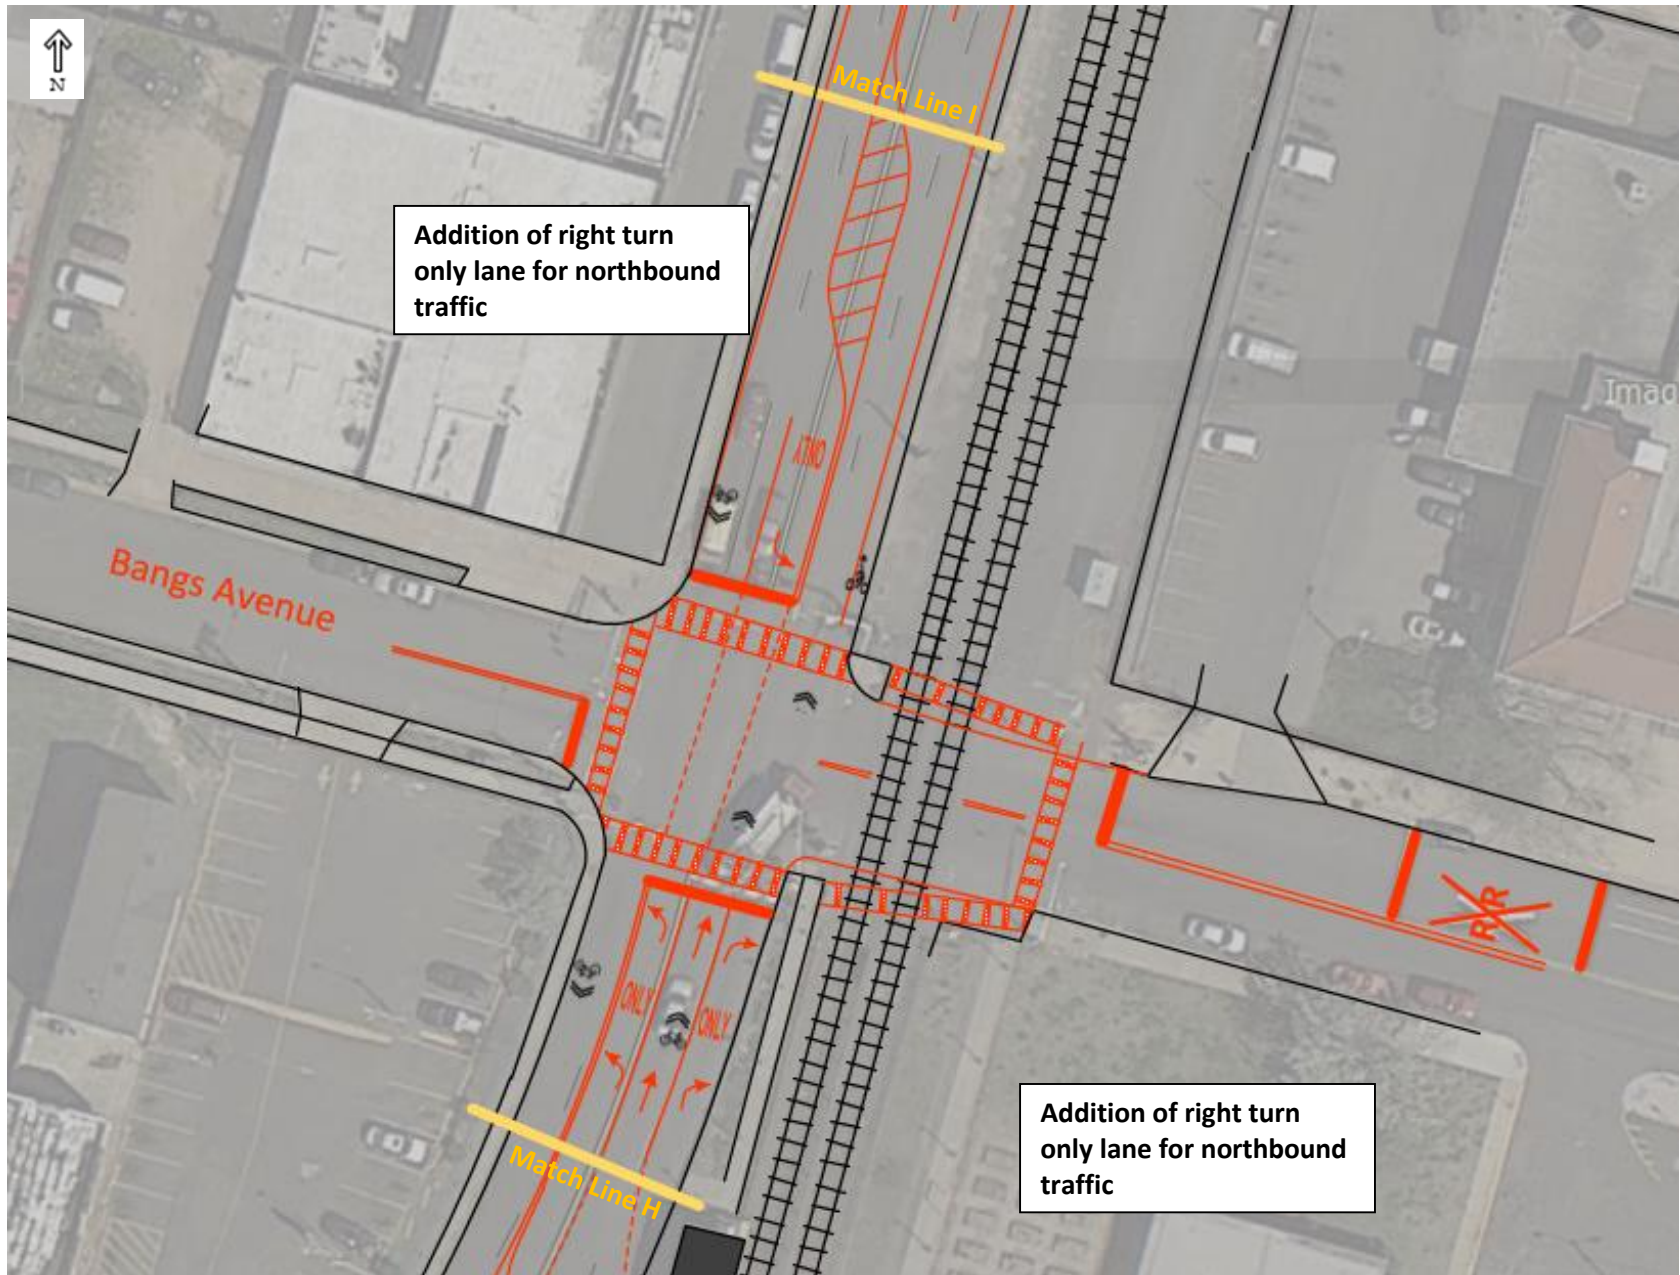 N
Match Line I
Addition of right turn
only lane for northbound
traffic
Imag
ONLY
Bangs Avenue
R R
ONLY
ONLY
Match Line H
Addition of right turn
only lane for northbound
traffic